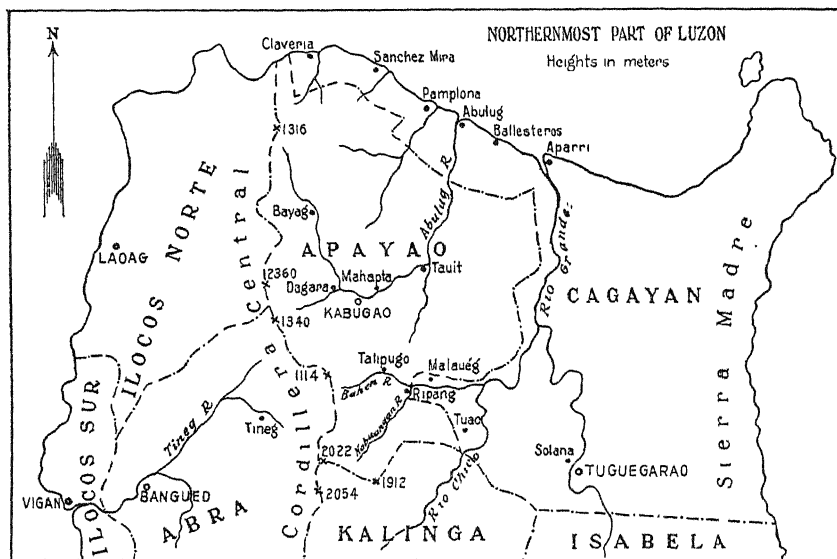 NORTHERNMOST PART OF LUZON
Heights in meters
N
Claveria
Sanchez Mira
Pamplona
Abulug
Ballesteros
Aparri
1316
Abulug R
Bayag
APAYAO
LAOAG
ILOCOS NORTE
Cordillera Central
2360
Dagara
Mahapta
Tauit
KABUGAO
1340
Rio Grande
CAGAYAN
Sierra Madre
1114
Talipugo
Malauég
Ripang
Tuao
ILOCOS SUR
Tineg R
Tineg
2022
1912
2054
Solana
TUGUEGARAO
VIGAN
BANGUED
ABRA
Rio Chico
KALINGA
ISABELA